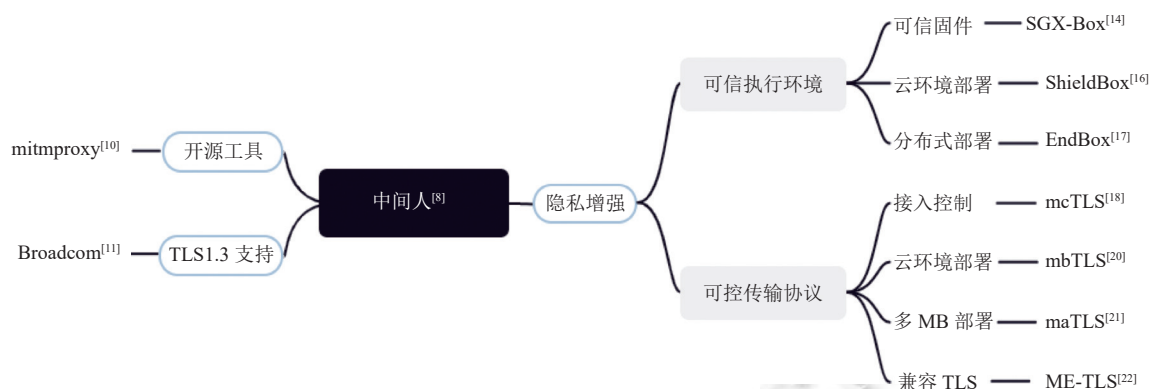 可信固件 SGX-Box[14]
可信执行环境 云环境部署 ShieldBox[16]
分布式部署 EndBox[17]
mitmproxy[10] 开源工具
中间人[8] 隐私增强
接入控制 mcTLS[18]
Broadcom[11] TLS1.3 支持
云环境部署 mbTLS[20]
可控传输协议
多 MB 部署 maTLS[21]
兼容 TLS ME-TLS[22]